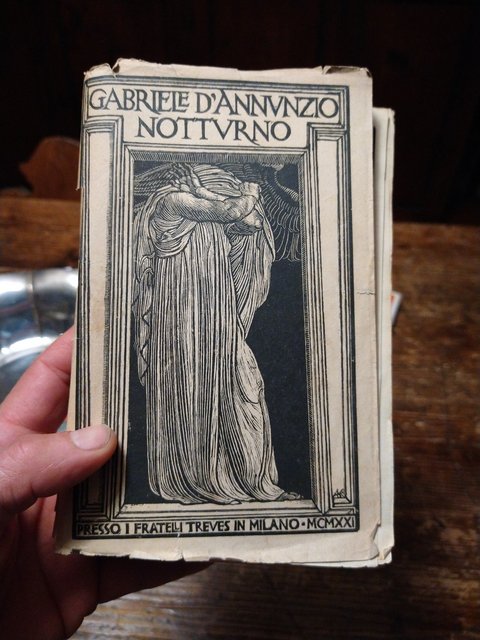 GABRIELE D'ANNVNZIO
NOTTVRNO
PRESSO I FRATELLI TREVES IN MILANO • MCMXXI